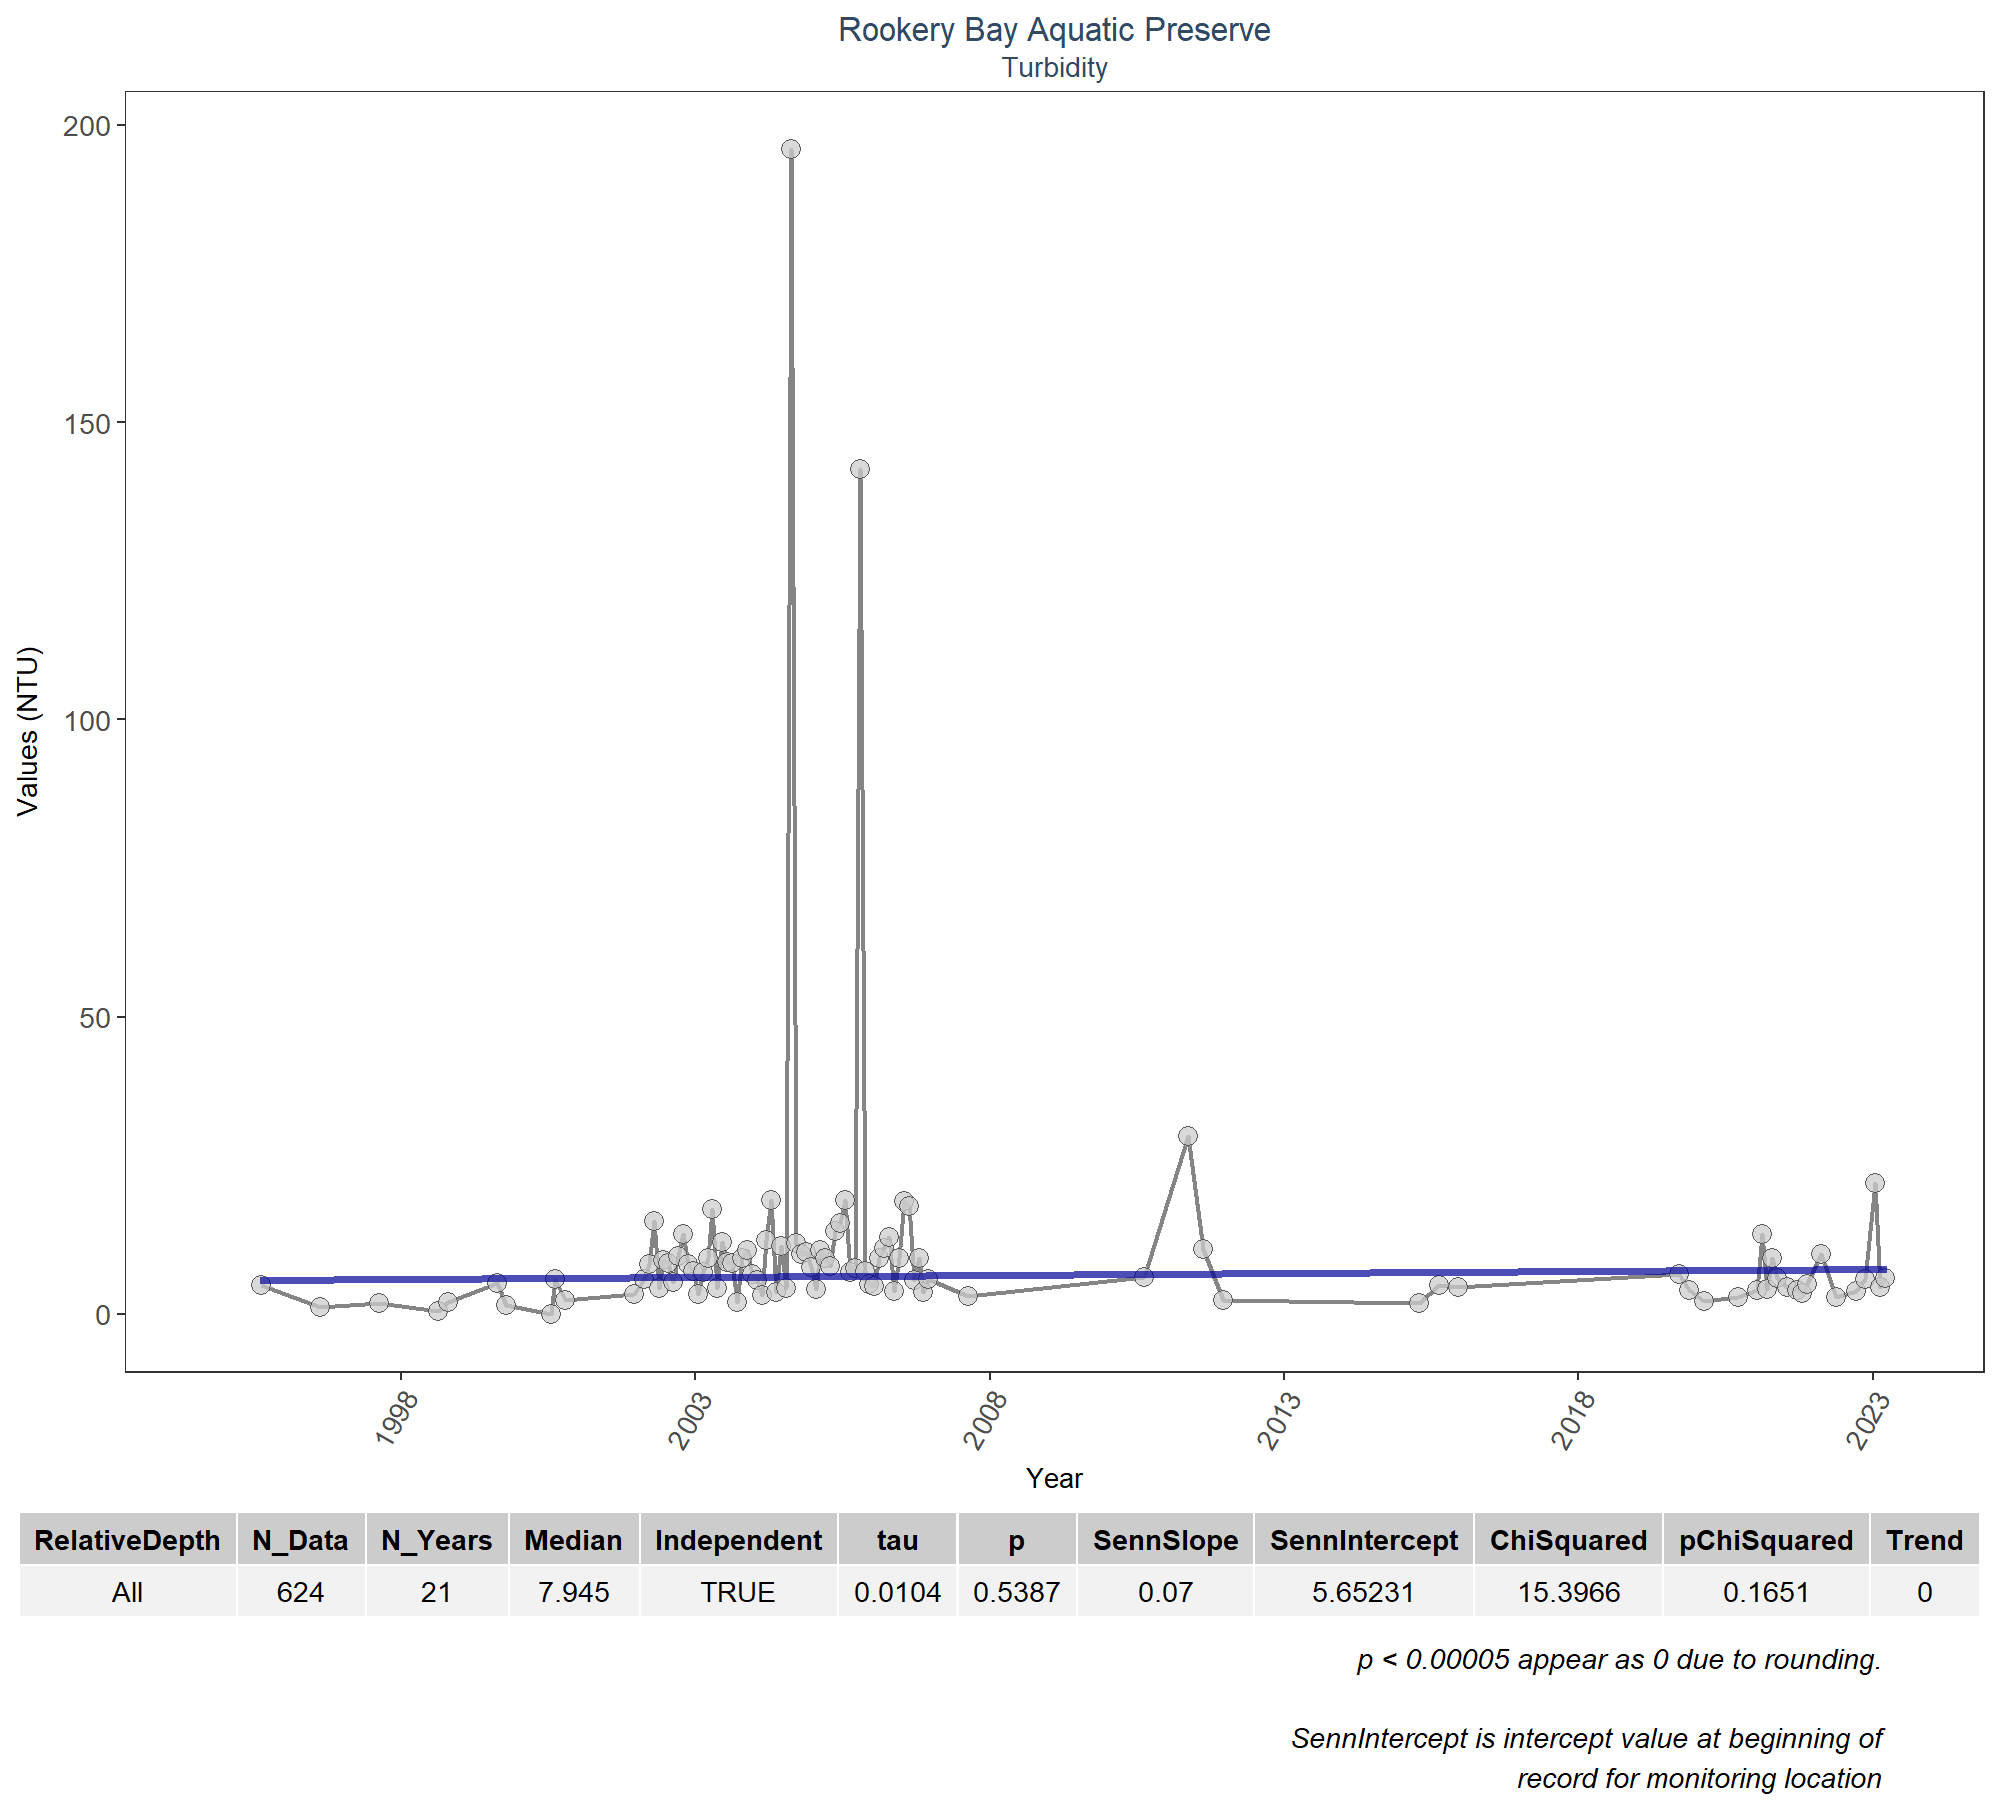 Rookery Bay Aquatic Preserve
Turbidity
200
150
100
50
0
Values (NTU)
1998
2003
2008
2013
2018
2023
Year
RelativeDepth N_Data N_Years Median Independent tau p SennSlope SennIntercept ChiSquared pChiSquared Trend
All 624 21 7.945 TRUE 0.0104 0.5387 0.07 5.65231 15.3966 0.1651 0
p < 0.00005 appear as 0 due to rounding.
SennIntercept is intercept value at beginning of
record for monitoring location